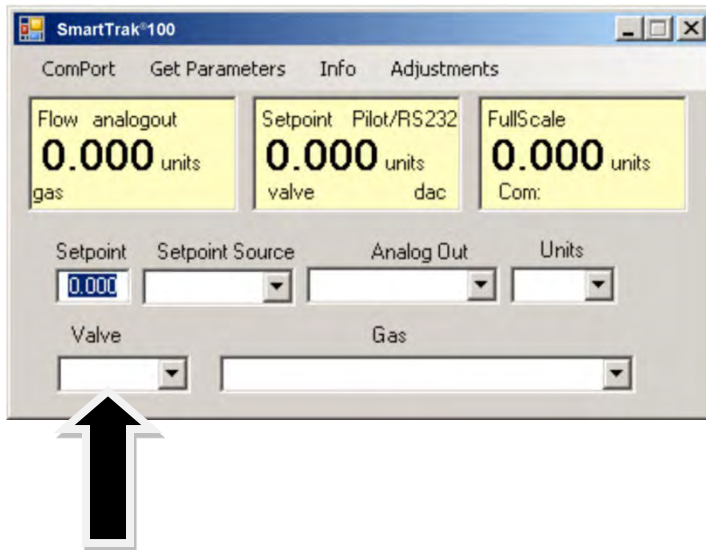 SmartTrak®100
ComPort Get Parameters Info Adjustments
Flow analogout
0.000 units
gas
Setpoint Pilot/RS232
0.000 units
valve dac
FullScale
0.000 units
Com:
Setpoint Setpoint Source Analog Out Units
0.000
Valve Gas